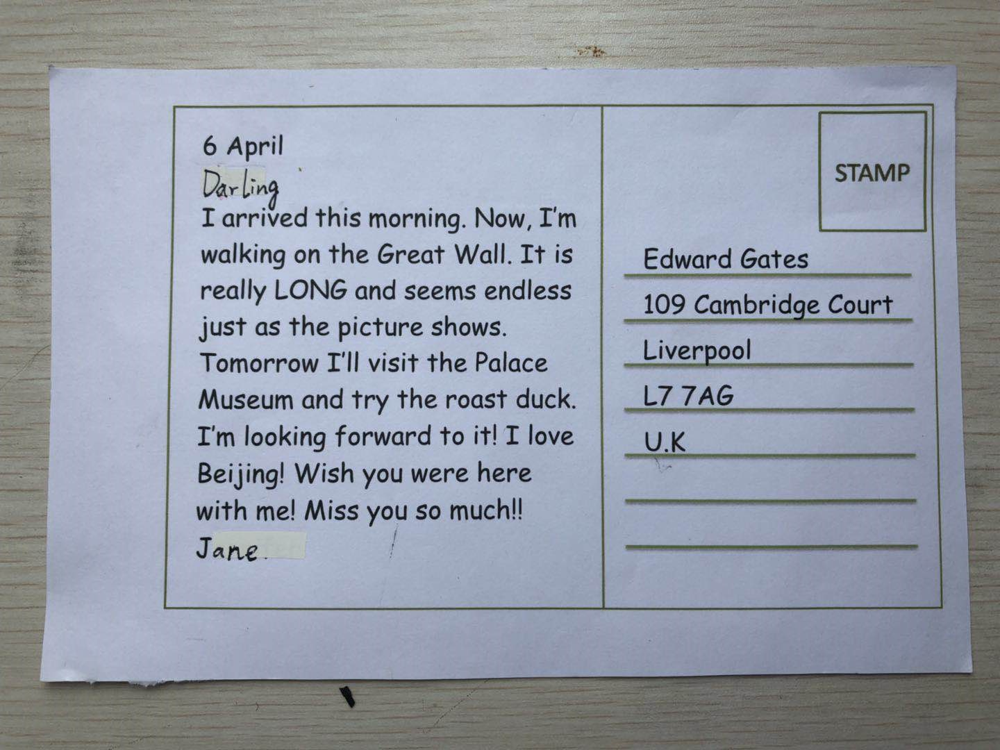 6 April
Darling
I arrived this morning. Now, I'm
walking on the Great Wall. It is
really LONG and seems endless
just as the picture shows.
Tomorrow I'll visit the Palace
Museum and try the roast duck.
I'm looking forward to it! I love
Beijing! Wish you were here
with me! Miss you so much!!
Jane.
STAMP
Edward Gates
109 Cambridge Court
Liverpool
L7 7AG
U.K